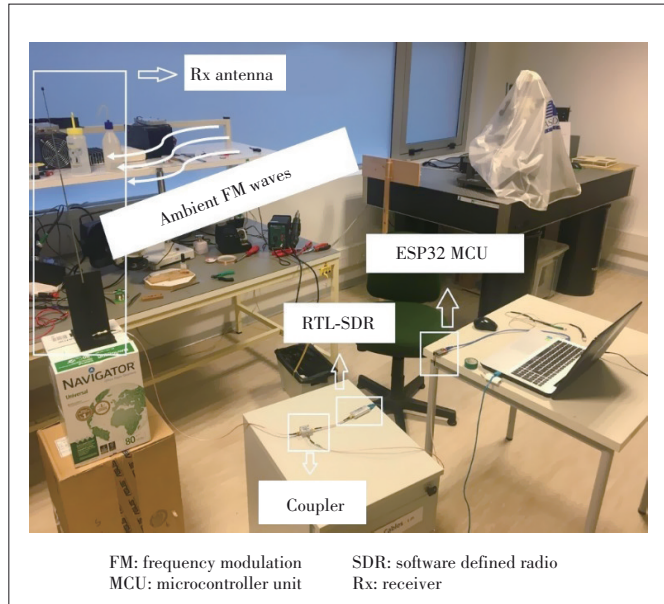 Rx antenna
Ambient FM waves
ESP32 MCU
RTL-SDR
NAVIGATOR
Universal
80
Coupler
Cables
FM: frequency modulation SDR: software defined radio
MCU: microcontroller unit Rx: receiver